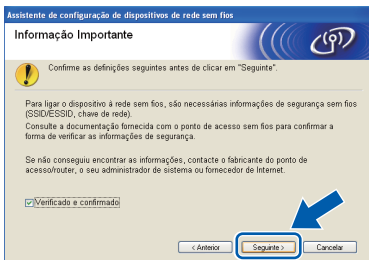 Assistente de configuração de dispositivos de rede sem fios
Informação Importante
Confirme as definições seguintes antes de clicar em "Seguinte".
Para ligar o dispositivo à rede sem fios, são necessárias informações de segurança sem fios
(SSID/ESSID, chave de rede).
Consulte a documentação fornecida com o ponto de acesso sem fios para confirmar a
forma de verificar as informações de segurança.
Se não conseguiu encontrar as informações, contacte o fabricante do ponto de
acesso/router, o seu administrador de sistema ou fornecedor de Internet.
Verificado e confirmado
< Anterior
Seguinte >
Cancelar